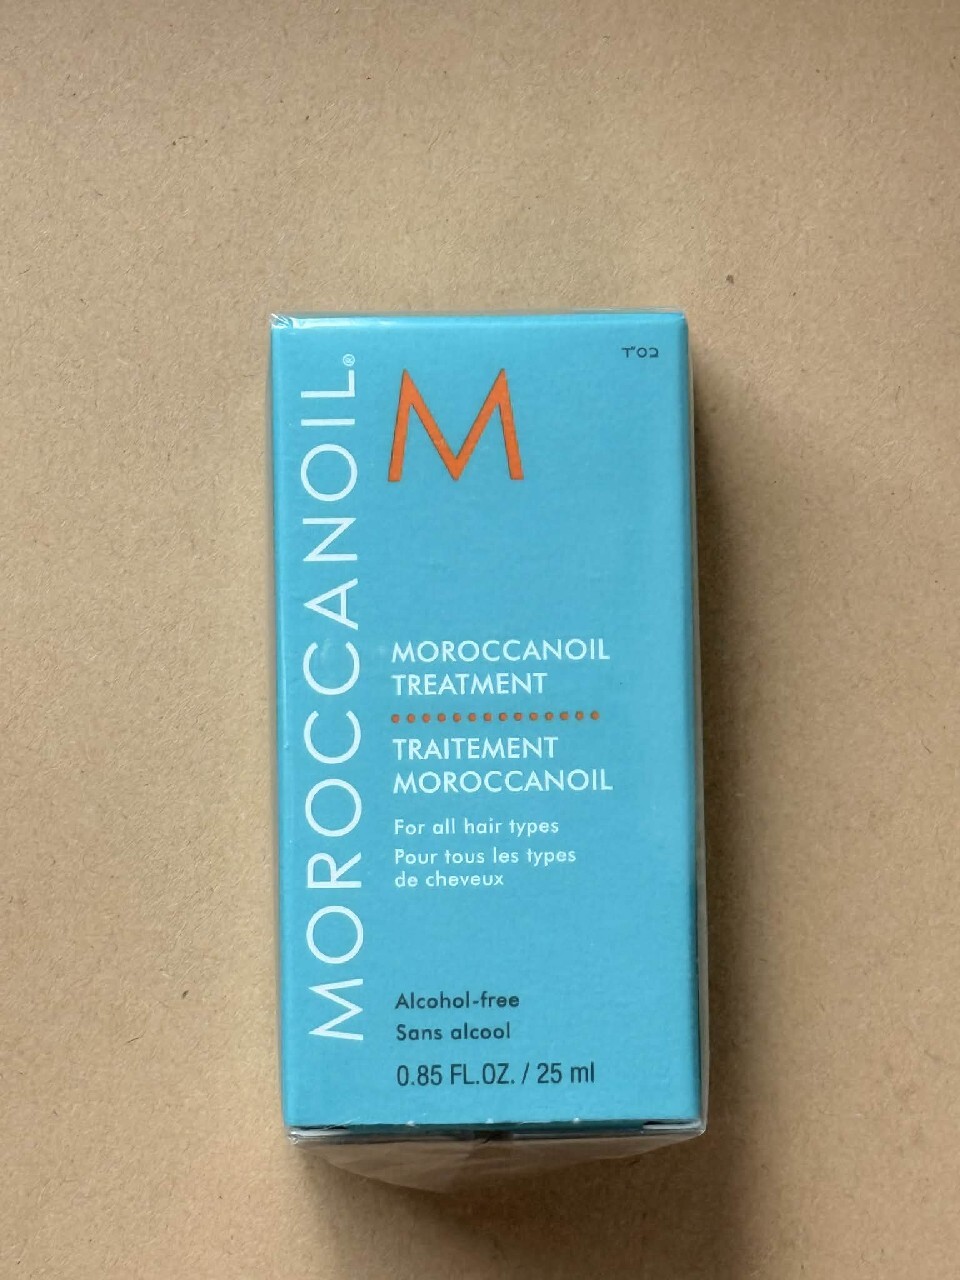 בס"ד
M
MOROCCANOIL®
MOROCCANOIL
TREATMENT
TRAITEMENT
MOROCCANOIL
For all hair types
Pour tous les types
de cheveux
Alcohol-free
Sans alcool
0.85 FL.OZ. / 25 ml